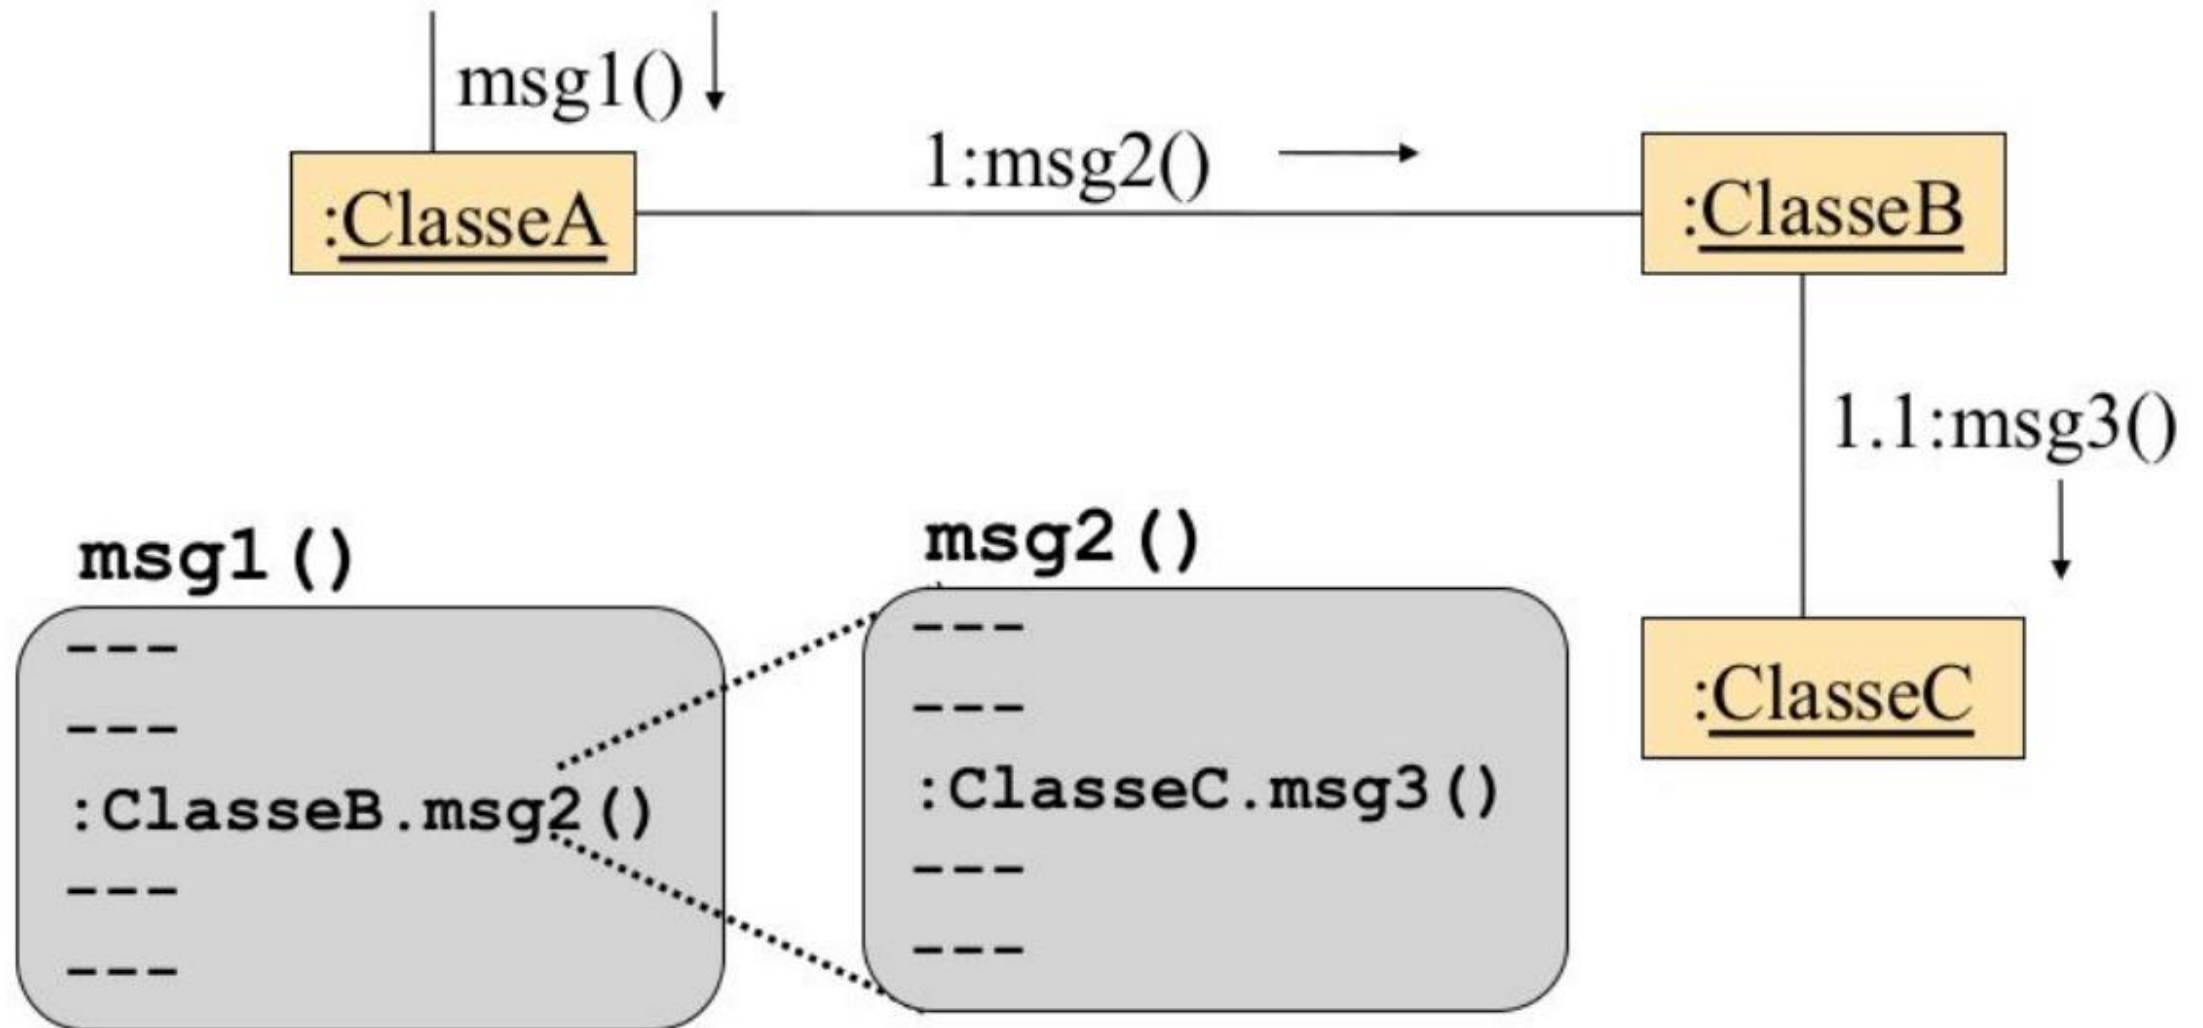 msg1()
1:msg2()
:ClasseA
:ClasseB
1.1:msg3()
msg1()
---
---
:ClasseB.msg2()
---
---
msg2()
---
---
:ClasseC.msg3()
---
---
:ClasseC